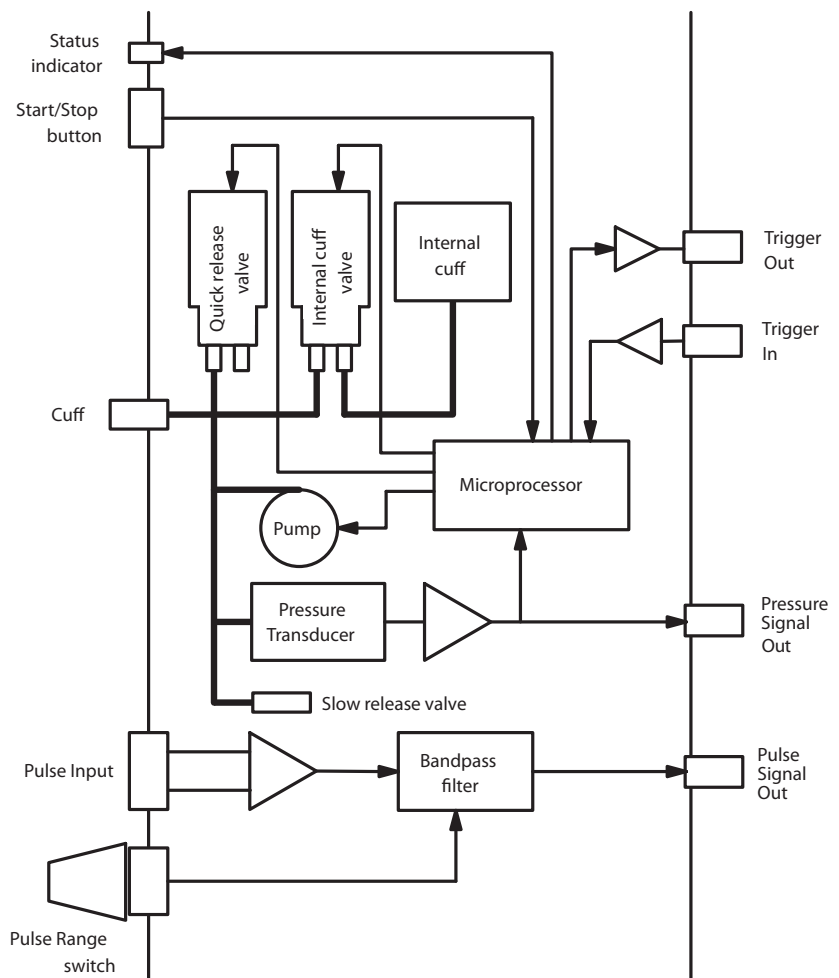 Status
indicator
Start/Stop
button
Quick release
valve
Internal cuff
valve
Internal
cuff
Trigger
Out
Trigger
In
Cuff
Microprocessor
Pump
Pressure
Transducer
Pressure
Signal
Out
Slow release valve
Pulse Input
Bandpass
filter
Pulse
Signal
Out
Pulse Range
switch